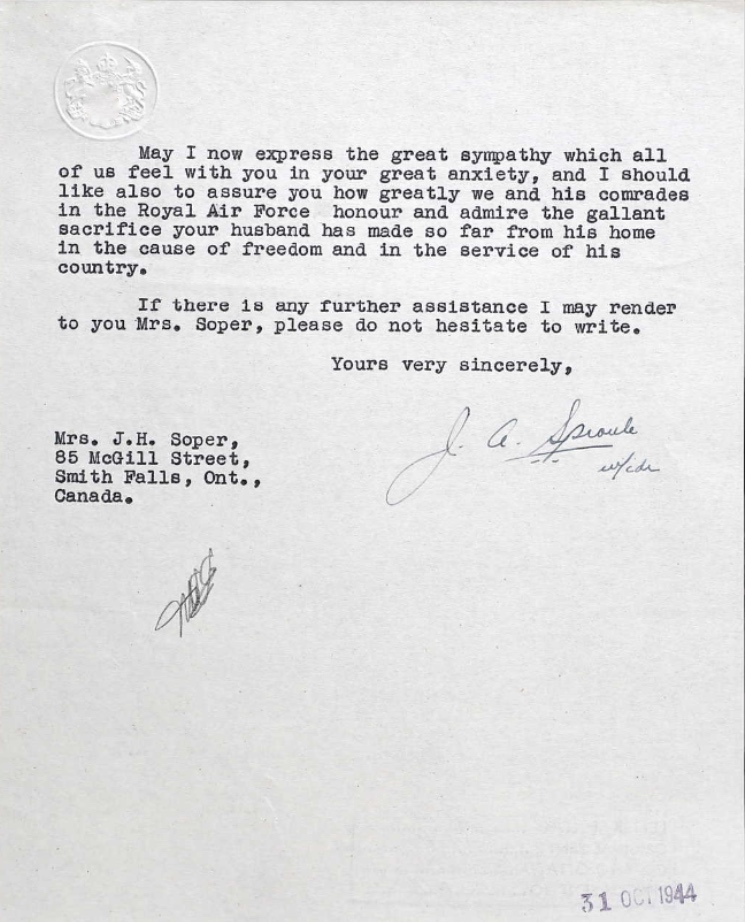 May I now express the great sympathy which all
of us feel with you in your great anxiety, and I should
like also to assure you how greatly we and his comrades
in the Royal Air Force honour and admire the gallant
sacrifice your husband has made so far from his home
in the cause of freedom and in the service of his
country.
If there is any further assistance I may render
to you Mrs. Soper, please do not hesitate to write.
Yours very sincerely,
J. A. Sproule
w/cdr
Mrs. J.H. Soper,
85 McGill Street,
Smith Falls, Ont.,
Canada.
31 OCT 1944